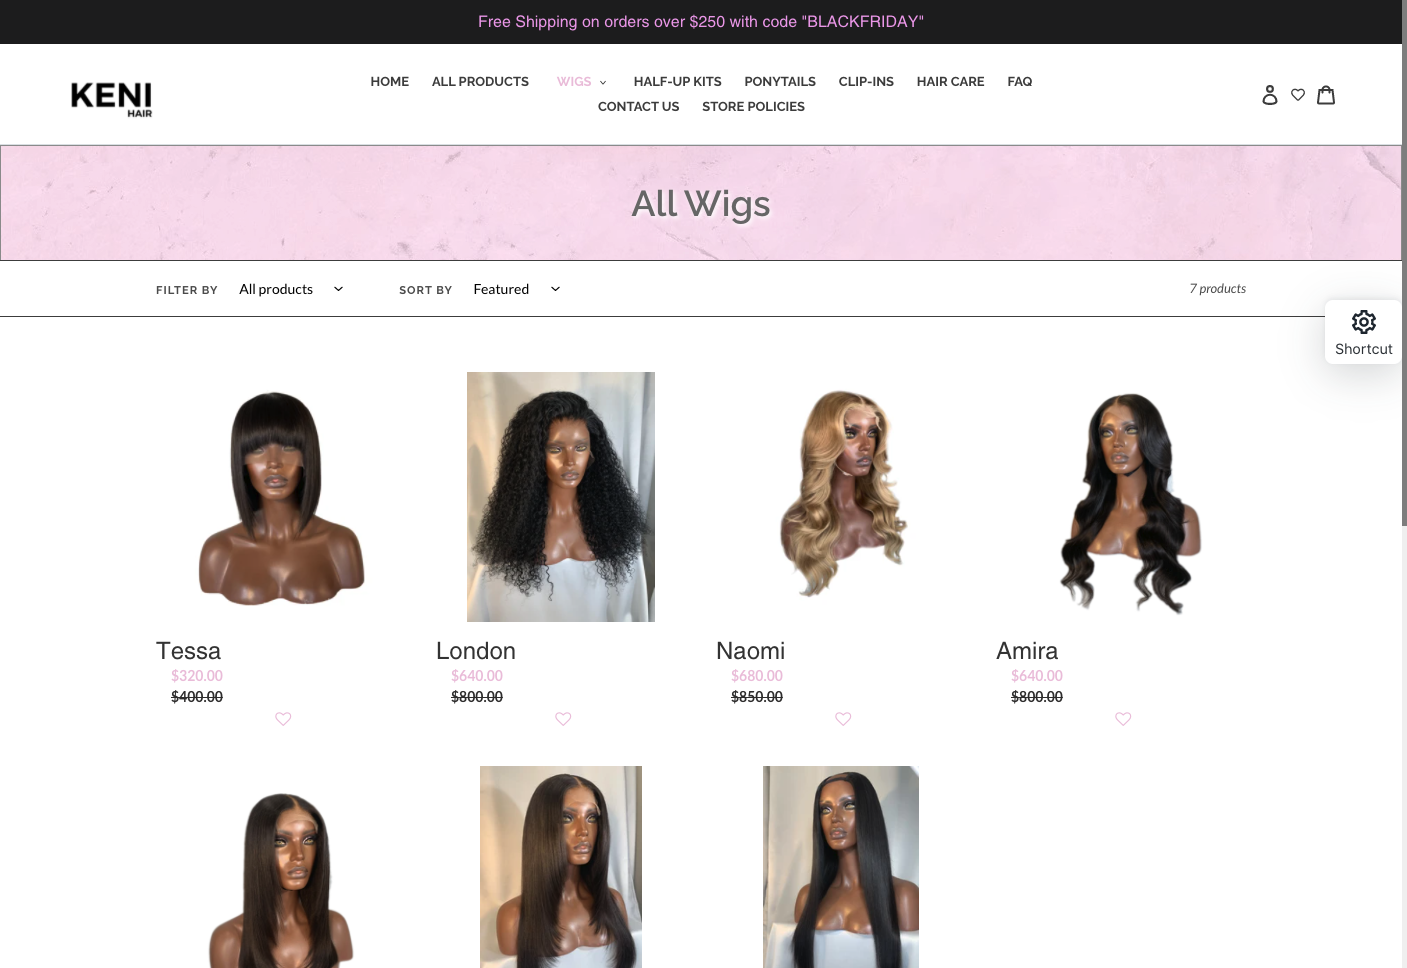 Free Shipping on orders over $250 with code "BLACKFRIDAY"
KENI
HAIR
HOME ALL PRODUCTS WIGS HALF-UP KITS PONYTAILS CLIP-INS HAIR CARE FAQ
CONTACT US STORE POLICIES
All Wigs
FILTER BY All products SORT BY Featured 7 products
Shortcut
Tessa London Naomi Amira
$320.00 $640.00 $680.00 $640.00
$400.00 $800.00 $850.00 $800.00